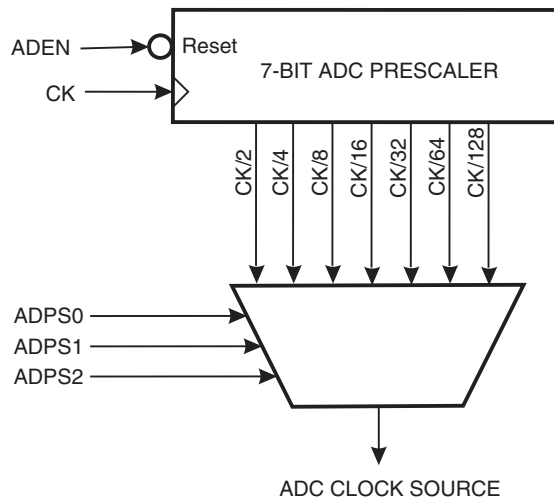 ADEN
Reset
7-BIT ADC PRESCALER
CK
CK/2
CK/4
CK/8
CK/16
CK/32
CK/64
CK/128
ADPS0
ADPS1
ADPS2
ADC CLOCK SOURCE